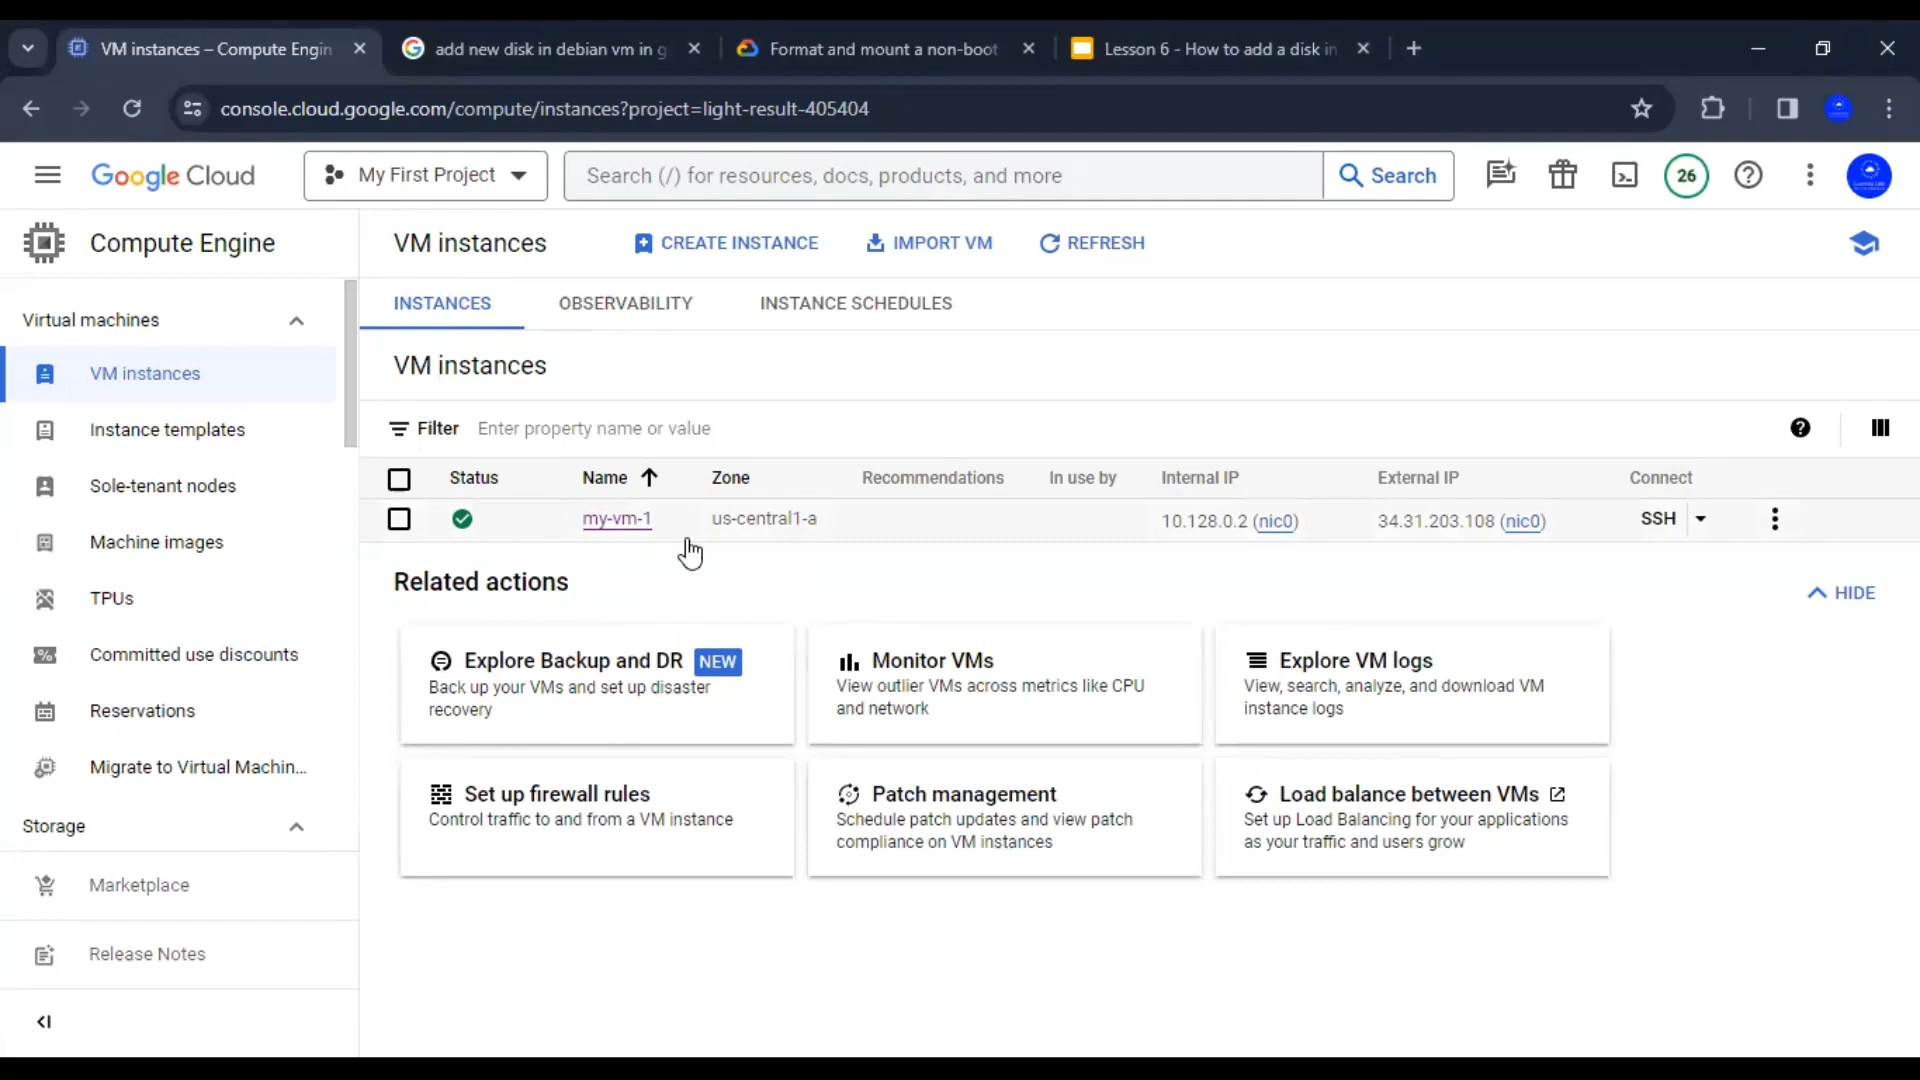 VM instances – Compute Engin
add new disk in debian vm in g
Format and mount a non-boot
Lesson 6 - How to add a disk in
console.cloud.google.com/compute/instances?project=light-result-405404
Google Cloud
My First Project
Search (/) for resources, docs, products, and more
Search
26
Compute Engine
VM instances
CREATE INSTANCE
IMPORT VM
REFRESH
INSTANCES
OBSERVABILITY
INSTANCE SCHEDULES
Virtual machines
VM instances
Instance templates
Sole-tenant nodes
Machine images
TPUs
Committed use discounts
Reservations
Migrate to Virtual Machin...
Storage
Marketplace
Release Notes
VM instances
Filter Enter property name or value
Status Name Zone Recommendations In use by Internal IP External IP Connect
my-vm-1 us-central1-a 10.128.0.2 (nic0) 34.31.203.108 (nic0) SSH
Related actions
HIDE
Explore Backup and DR NEW
Back up your VMs and set up disaster
recovery
Monitor VMs
View outlier VMs across metrics like CPU
and network
Explore VM logs
View, search, analyze, and download VM
instance logs
Set up firewall rules
Control traffic to and from a VM instance
Patch management
Schedule patch updates and view patch
compliance on VM instances
Load balance between VMs
Set up Load Balancing for your applications
as your traffic and users grow